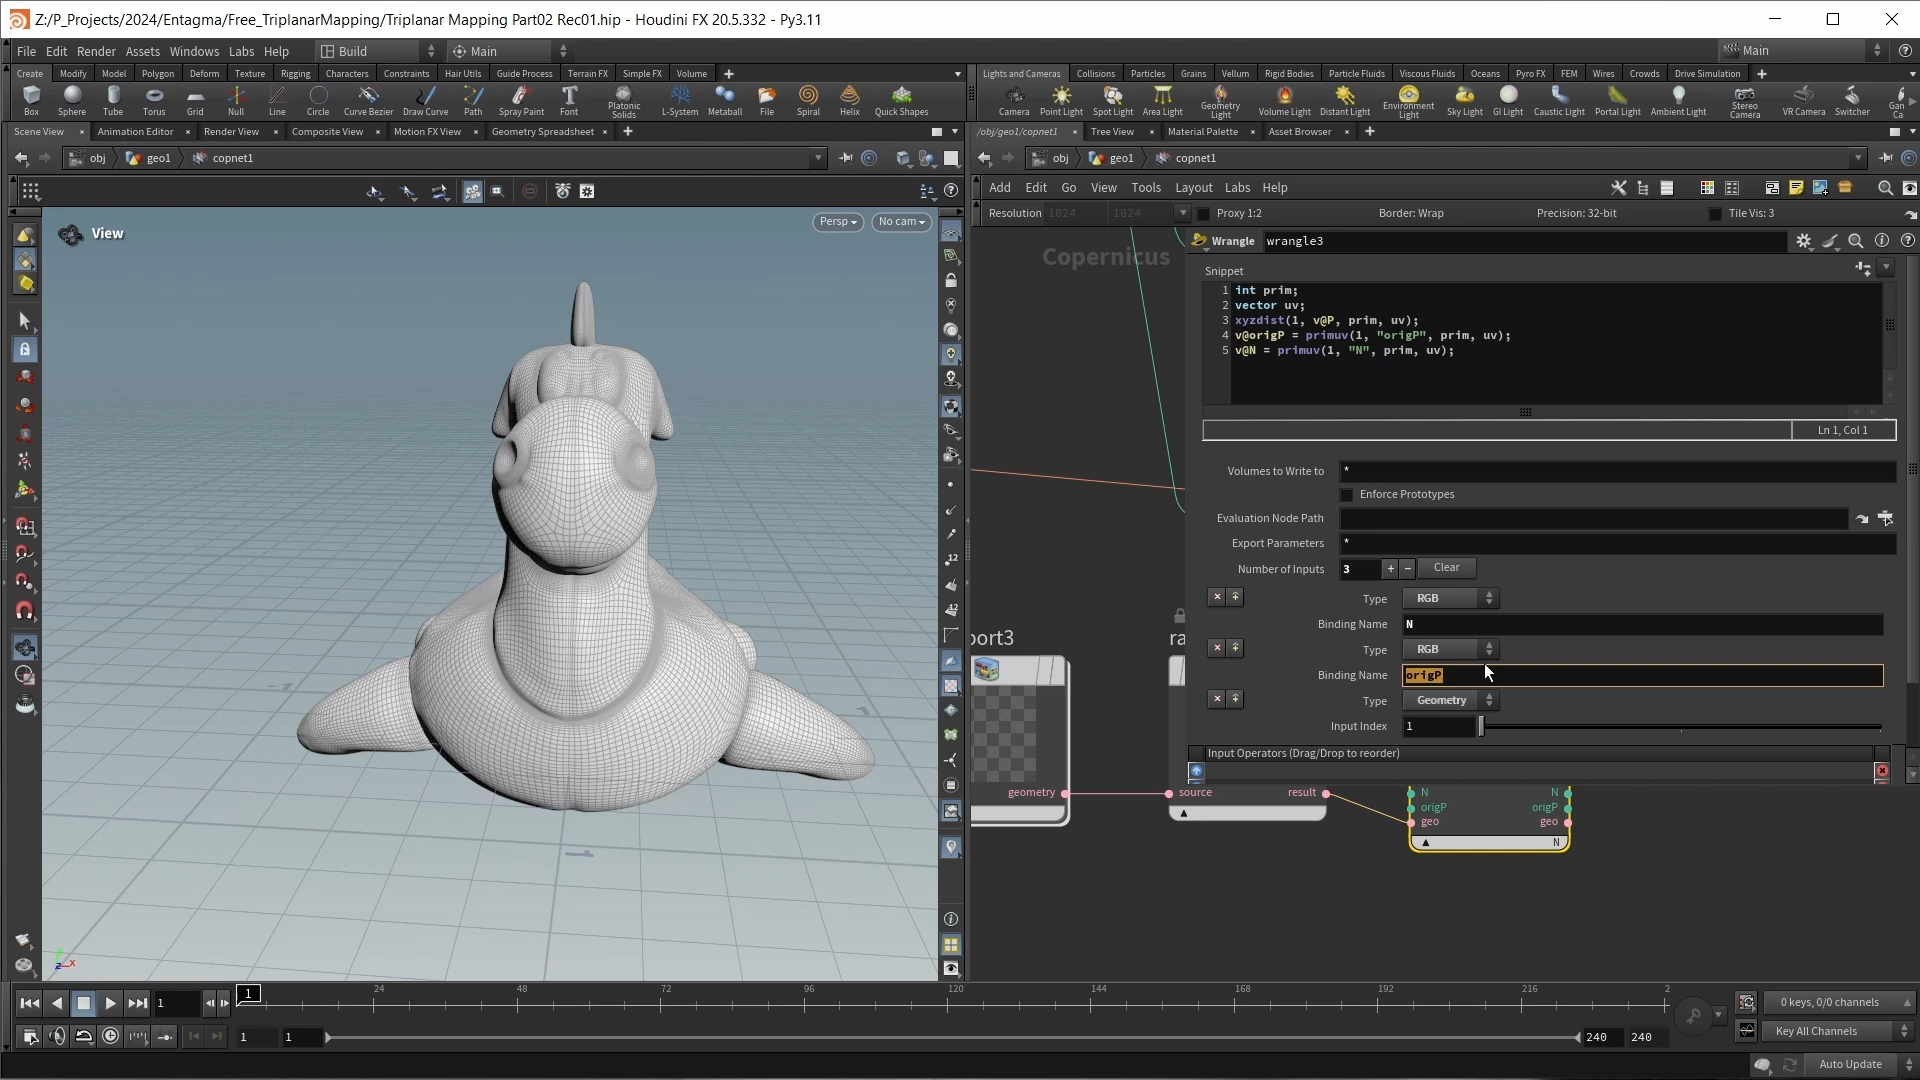 Z:/P_Projects/2024/Entagma/Free_TriplanarMapping/Triplanar Mapping Part02 Rec01.hip - Houdini FX 20.5.332 - Py3.11
File Edit Render Assets Windows Labs Help Build Main Main
Create Modify Model Polygon Deform Texture Rigging Characters Constraints Hair Utils Guide Process Terrain FX Simple FX Volume
Lights and Cameras Collisions Particles Grains Vellum Rigid Bodies Particle Fluids Viscous Fluids Oceans Pyro FX FEM Wires Crowds Drive Simulation
Box Sphere Tube Torus Grid Null Line Circle Curve Bezier Draw Curve Path Spray Paint Font Platonic Solids L-System Metaball File Spiral Helix Quick Shapes
Camera Point Light Spot Light Area Light Geometry Light Volume Light Distant Light Environment Light Sky Light GI Light Caustic Light Portal Light Ambient Light Stereo Camera VR Camera Switcher Gan Ca
Scene View Animation Editor Render View Composite View Motion FX View Geometry Spreadsheet
/obj/geo1/copnet1 Tree View Material Palette Asset Browser
obj geo1 copnet1
obj geo1 copnet1
Add Edit Go View Tools Layout Labs Help
Resolution 1024 1024 Proxy 1:2 Border: Wrap Precision: 32-bit Tile Vis: 3
View
Persp No cam
Copernicus
Wrangle wrangle3
Snippet
1 int prim;
2 vector uv;
3 xyzdist(1, v@P, prim, uv);
4 v@origP = primuv(1, "origP", prim, uv);
5 v@N = primuv(1, "N", prim, uv);
Ln 1, Col 1
Volumes to Write to *
Enforce Prototypes
Evaluation Node Path
Export Parameters *
Number of Inputs 3 + − Clear
Type RGB
Binding Name N
Type RGB
Binding Name origP
Type Geometry
Input Index 1
Input Operators (Drag/Drop to reorder)
port3
ra
geometry source result
N N
origP origP
geo geo
N
12
12
z x
1
1 24 48 72 96 120 144 168 192 216 2
0 keys, 0/0 channels
1 1 240 240
Key All Channels
Auto Update